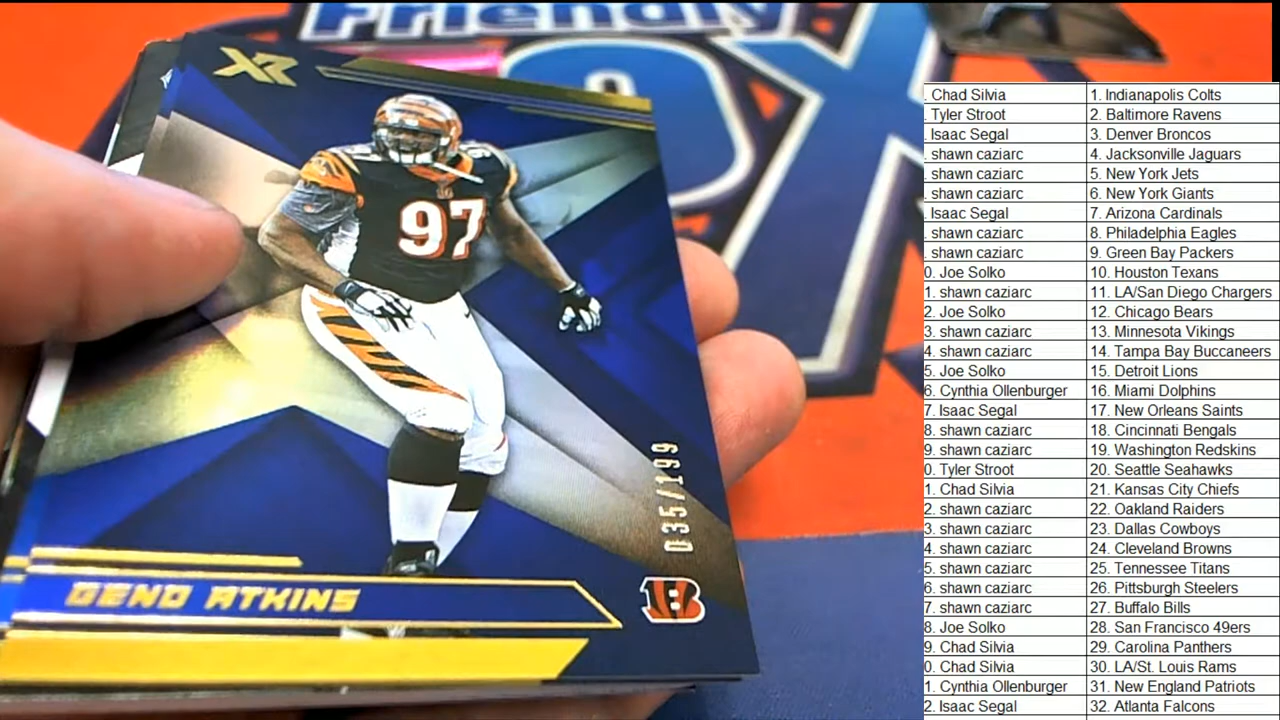 Friendly
OX
XR
97
035/199
GENO ATKINS
B
. Chad Silvia 1. Indianapolis Colts
. Tyler Stroot 2. Baltimore Ravens
. Isaac Segal 3. Denver Broncos
. shawn caziarc 4. Jacksonville Jaguars
. shawn caziarc 5. New York Jets
. shawn caziarc 6. New York Giants
. Isaac Segal 7. Arizona Cardinals
. shawn caziarc 8. Philadelphia Eagles
. shawn caziarc 9. Green Bay Packers
0. Joe Solko 10. Houston Texans
1. shawn caziarc 11. LA/San Diego Chargers
2. Joe Solko 12. Chicago Bears
3. shawn caziarc 13. Minnesota Vikings
4. shawn caziarc 14. Tampa Bay Buccaneers
5. Joe Solko 15. Detroit Lions
6. Cynthia Ollenburger 16. Miami Dolphins
7. Isaac Segal 17. New Orleans Saints
8. shawn caziarc 18. Cincinnati Bengals
9. shawn caziarc 19. Washington Redskins
0. Tyler Stroot 20. Seattle Seahawks
1. Chad Silvia 21. Kansas City Chiefs
2. shawn caziarc 22. Oakland Raiders
3. shawn caziarc 23. Dallas Cowboys
4. shawn caziarc 24. Cleveland Browns
5. shawn caziarc 25. Tennessee Titans
6. shawn caziarc 26. Pittsburgh Steelers
7. shawn caziarc 27. Buffalo Bills
8. Joe Solko 28. San Francisco 49ers
9. Chad Silvia 29. Carolina Panthers
0. Chad Silvia 30. LA/St. Louis Rams
1. Cynthia Ollenburger 31. New England Patriots
2. Isaac Segal 32. Atlanta Falcons